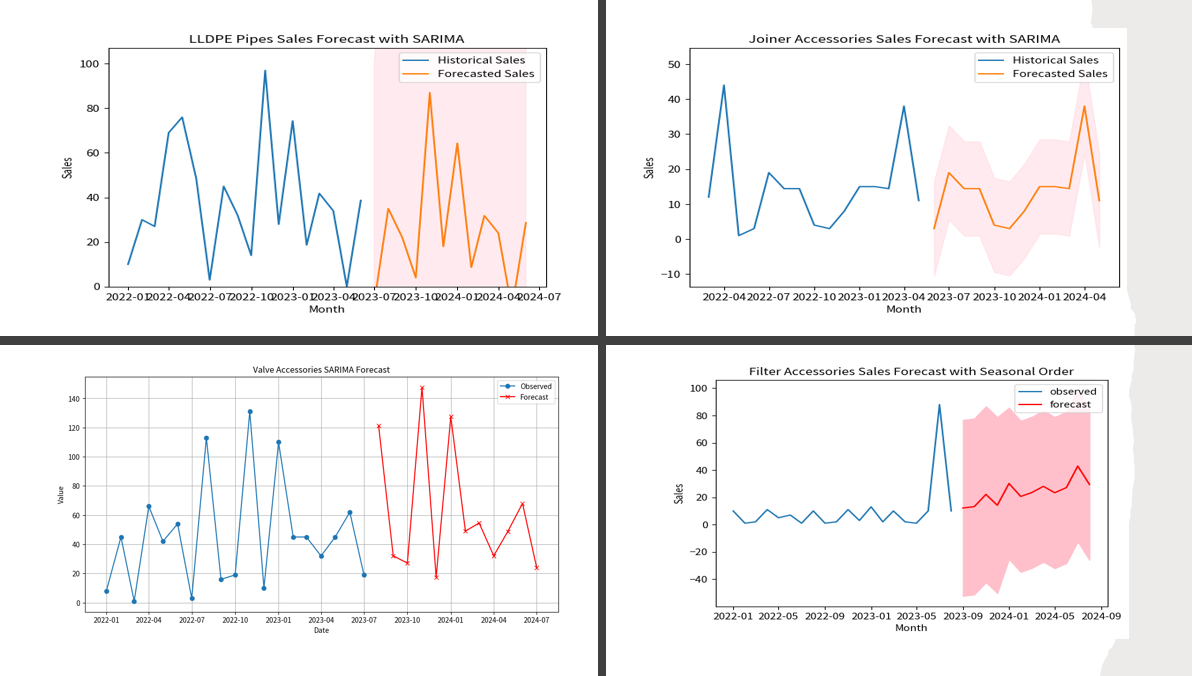 LLDPE Pipes Sales Forecast with SARIMA
Historical Sales
Forecasted Sales
100
80
60
40
20
0
Sales
2022-01 2022-04 2022-07 2022-10 2023-01 2023-04 2023-07 2023-10 2024-01 2024-04 2024-07
Month
Joiner Accessories Sales Forecast with SARIMA
Historical Sales
Forecasted Sales
50
40
30
20
10
0
−10
Sales
2022-04 2022-07 2022-10 2023-01 2023-04 2023-07 2023-10 2024-01 2024-04
Month
Valve Accessories SARIMA Forecast
Observed
Forecast
140
120
100
80
60
40
20
0
Value
2022-01 2022-04 2022-07 2022-10 2023-01 2023-04 2023-07 2023-10 2024-01 2024-04 2024-07
Date
Filter Accessories Sales Forecast with Seasonal Order
observed
forecast
100
80
60
40
20
0
−20
−40
Sales
2022-01 2022-05 2022-09 2023-01 2023-05 2023-09 2024-01 2024-05 2024-09
Month